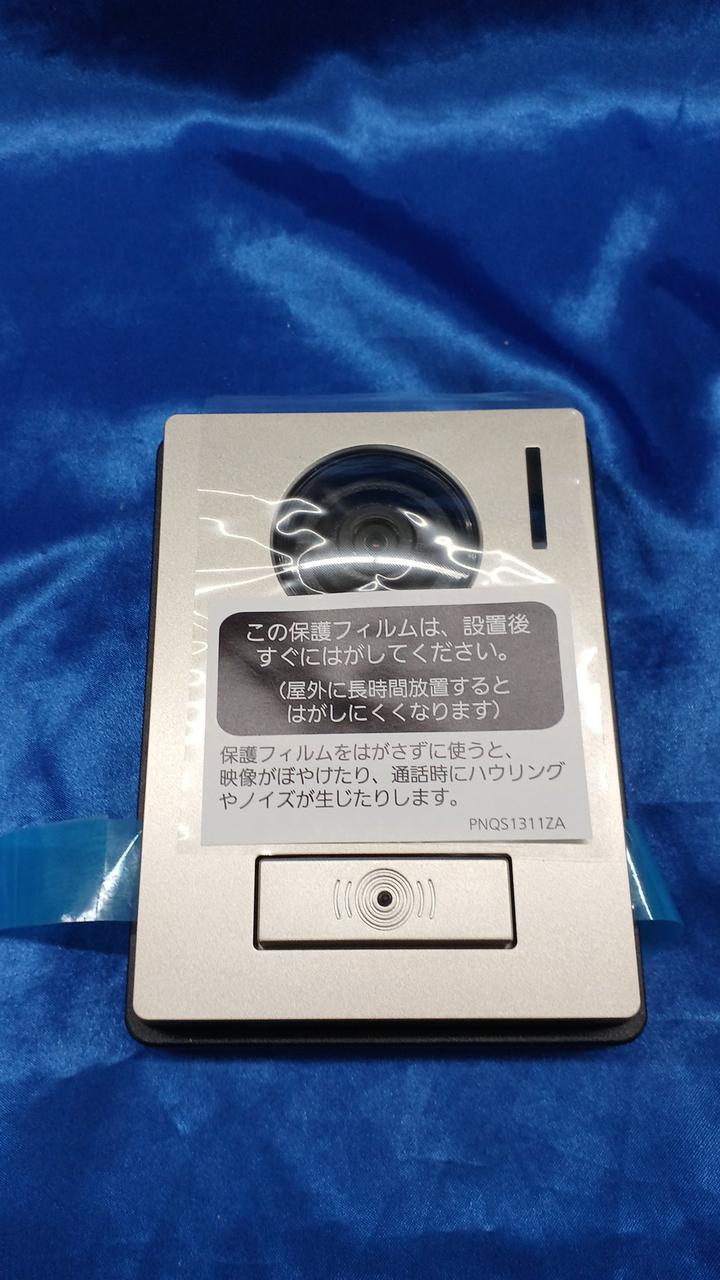 この保護フィルムは、設置後
すぐにはがしてください。
（屋外に長時間放置すると
はがしにくくなります）
保護フィルムをはがさずに使うと、
映像がぼやけたり、通話時にハウリング
やノイズが生じたりします。
PNQS1311ZA